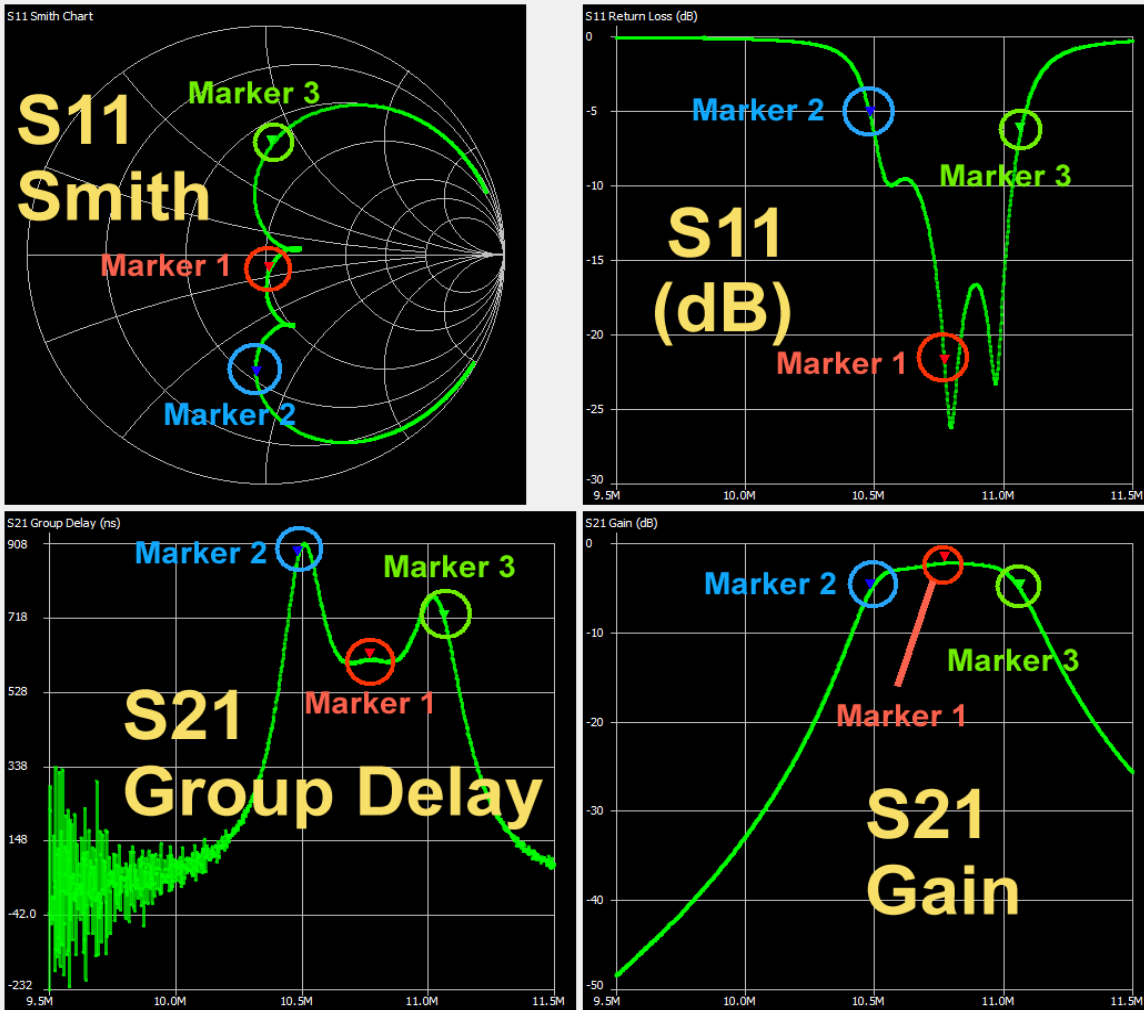 S11 Smith Chart
Marker 3
S11
Smith
Marker 1
Marker 2
S11 Return Loss (dB)
0
-5
-10
-15
-20
-25
-30
Marker 2
Marker 3
S11
(dB)
Marker 1
9.5M
10.0M
10.5M
11.0M
11.5M
S21 Group Delay (ns)
908
718
528
338
148
-42.0
-232
Marker 2
Marker 3
Marker 1
S21
Group Delay
9.5M
10.0M
10.5M
11.0M
11.5M
S21 Gain (dB)
0
-10
-20
-30
-40
-50
Marker 2
Marker 3
Marker 1
S21
Gain
9.5M
10.0M
10.5M
11.0M
11.5M